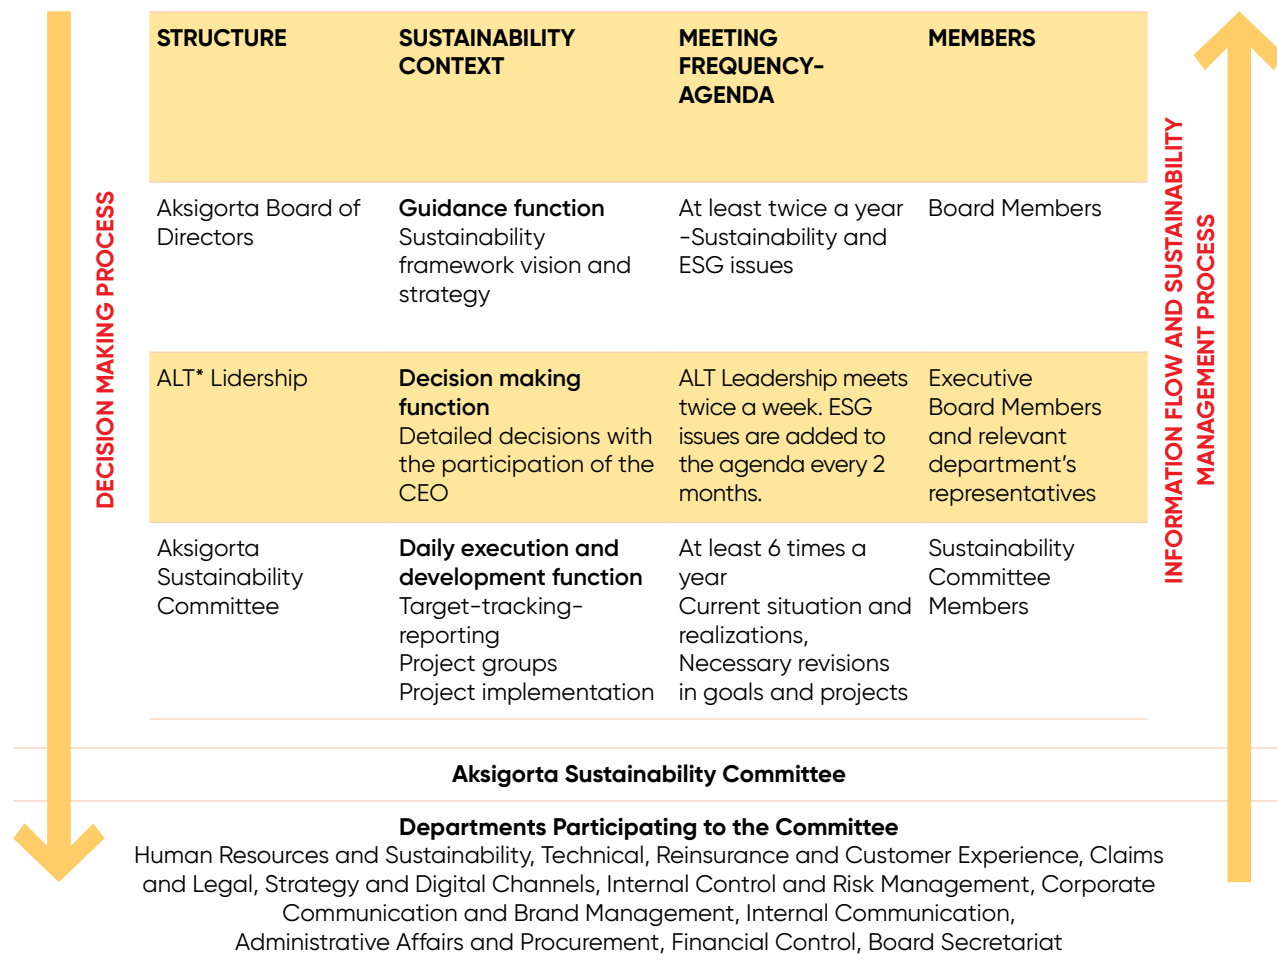 STRUCTURE
SUSTAINABILITY
CONTEXT
MEETING
FREQUENCY-
AGENDA
MEMBERS
DECISION MAKING PROCESS
Aksigorta Board of
Directors
Guidance function
Sustainability
framework vision and
strategy
At least twice a year
-Sustainability and
ESG issues
Board Members
ALT* Lidership
Decision making
function
Detailed decisions with
the participation of the
CEO
ALT Leadership meets
twice a week. ESG
issues are added to
the agenda every 2
months.
Executive
Board Members
and relevant
department’s
representatives
Aksigorta
Sustainability
Committee
Daily execution and
development function
Target-tracking-
reporting
Project groups
Project implementation
At least 6 times a
year
Current situation and
realizations,
Necessary revisions
in goals and projects
Sustainability
Committee
Members
INFORMATION FLOW AND SUSTAINABILITY
MANAGEMENT PROCESS
Aksigorta Sustainability Committee
Departments Participating to the Committee
Human Resources and Sustainability, Technical, Reinsurance and Customer Experience, Claims
and Legal, Strategy and Digital Channels, Internal Control and Risk Management, Corporate
Communication and Brand Management, Internal Communication,
Administrative Affairs and Procurement, Financial Control, Board Secretariat